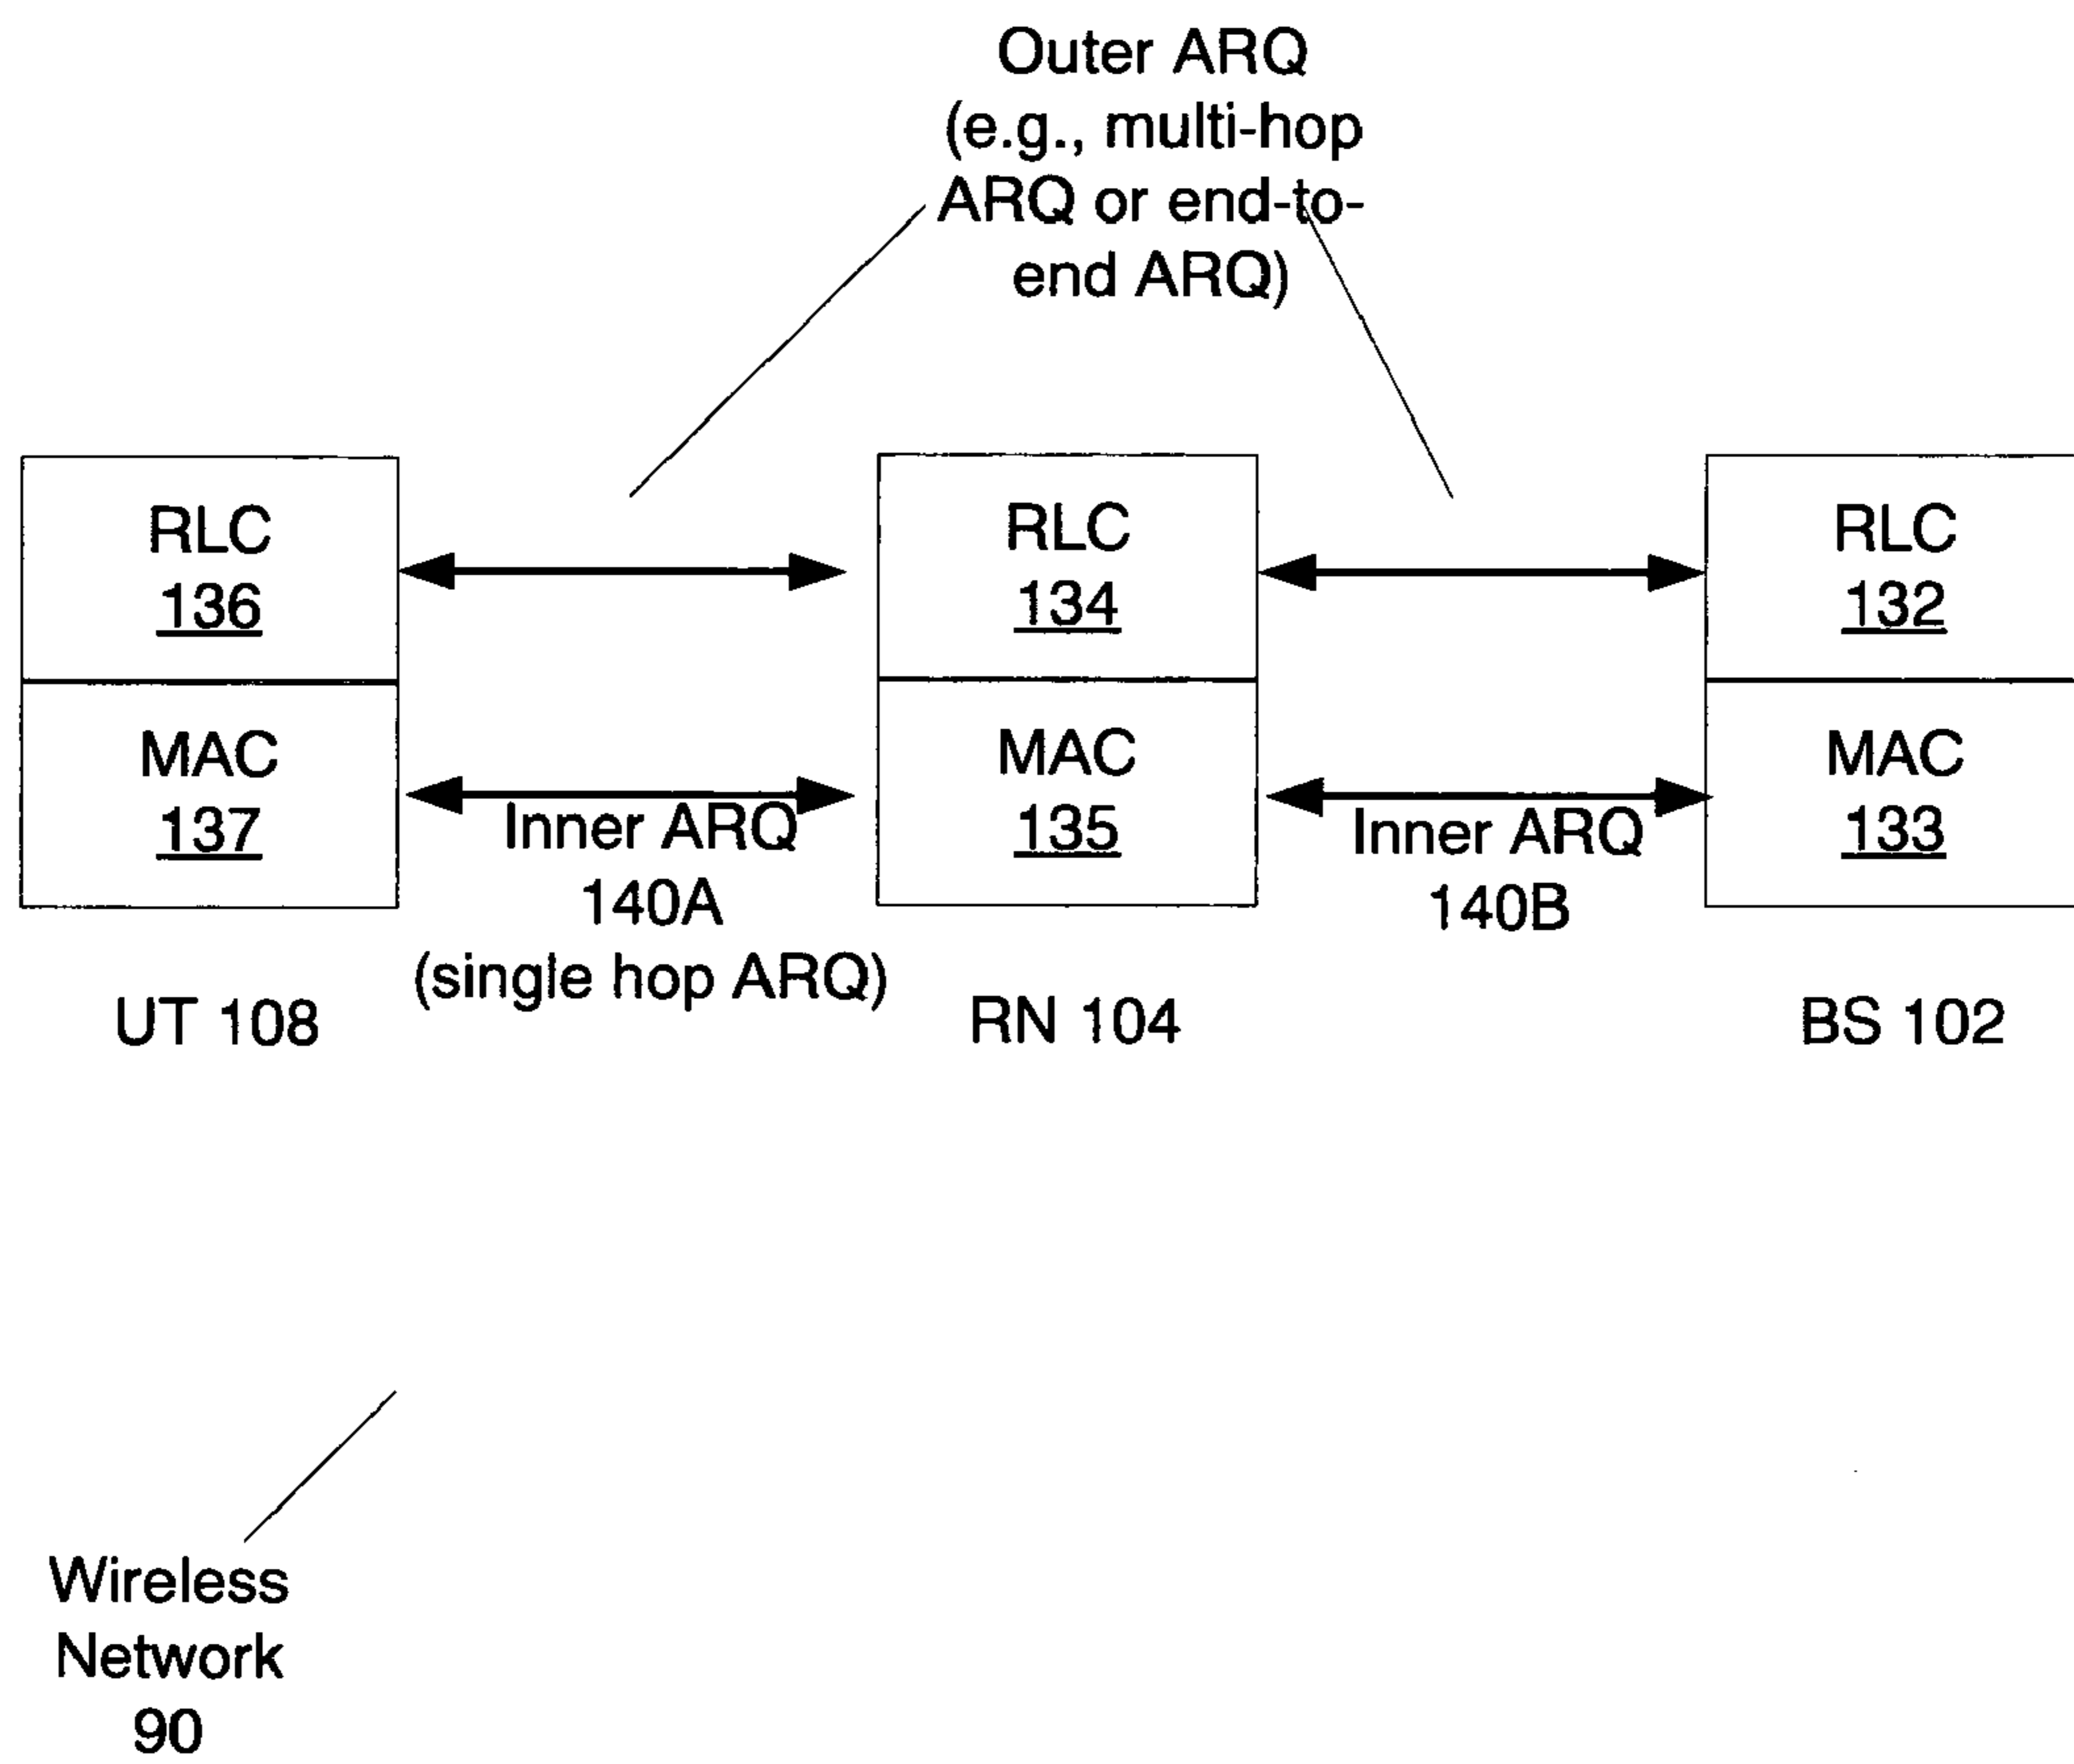 Outer ARQ
(e.g., multi-hop
ARQ or end-to-
end ARQ)
RLC
136
RLC
134
RLC
132
MAC
137
Inner ARQ
140A
(single hop ARQ)
MAC
135
Inner ARQ
140B
MAC
133
UT 108
RN 104
BS 102
Wireless
Network
90